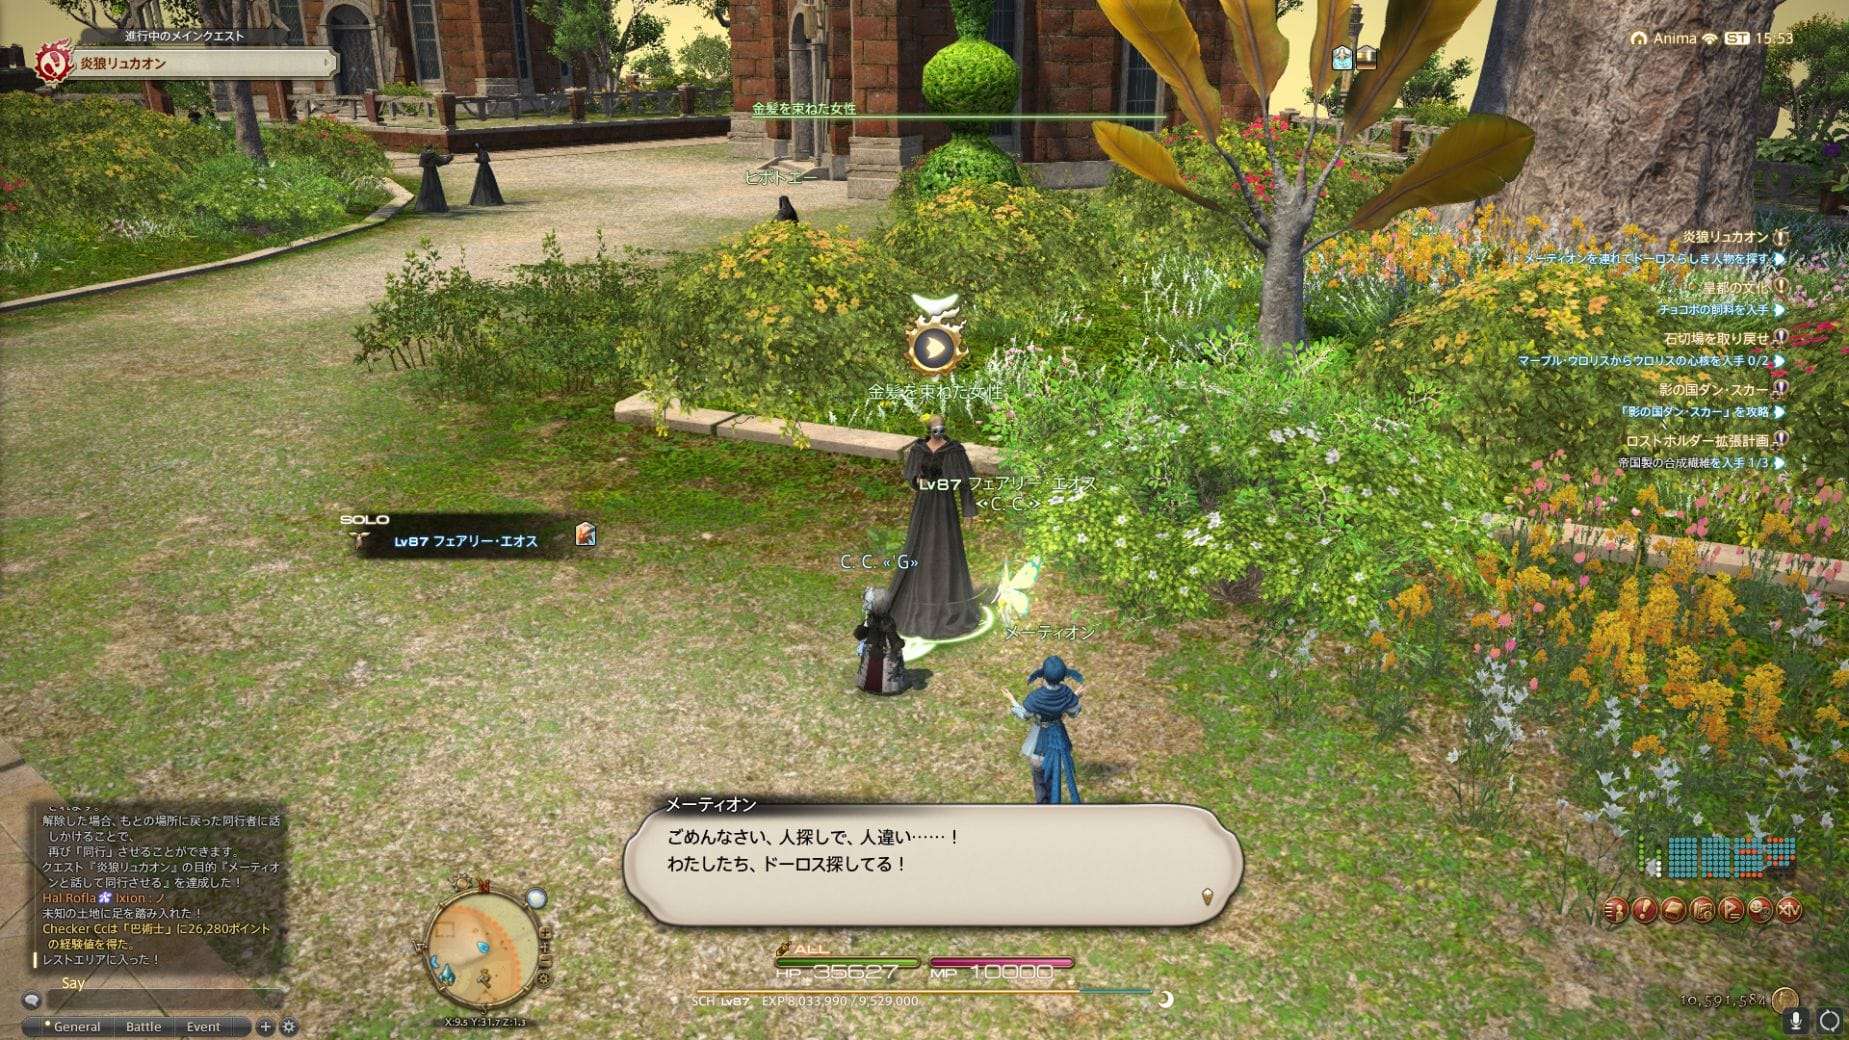 進行中のメインクエスト
炎狼リュカオン
Anima ST 15:53
金髪を束ねた女性
ヒポトエー
炎狼リュカオン
メーティオンを連れてドーロスらしき人物を探す
皇都の文化
チョコボの飼料を入手
石切場を取り戻せ
マーブル・ウロリスからウロリスの心核を入手 0/2
影の国ダン・スカー
「影の国ダン・スカー」を攻略
ロストホルダー拡張計画
帝国製の合成繊維を入手 1/3
金髪を束ねた女性
Lv87 フェアリー・エオス
«C. C.»
SOLO
Lv87 フェアリー・エオス
C. C. «G»
メーティオン
メーティオン
ごめんなさい、人探しで、人違い……！
わたしたち、ドーロス探してる！
解除した場合、もとの場所に戻った同行者に話
しかけることで、
再び「同行」させることができます。
クエスト『炎狼リュカオン』の目的『メーティオ
ンと話して同行させる』を達成した！
Hal Rofla Ixion : ノ
未知の土地に足を踏み入れた！
Checker Ccは「巴術士」に26,280ポイント
の経験値を得た。
レストエリアに入った！
Say
General Battle Event
X:9.5 Y:31.7 Z:1.3
ALL
HP 35627 MP 10000
SCH Lv87 EXP 8,033,990 / 9,529,000
XIV
10,591,584